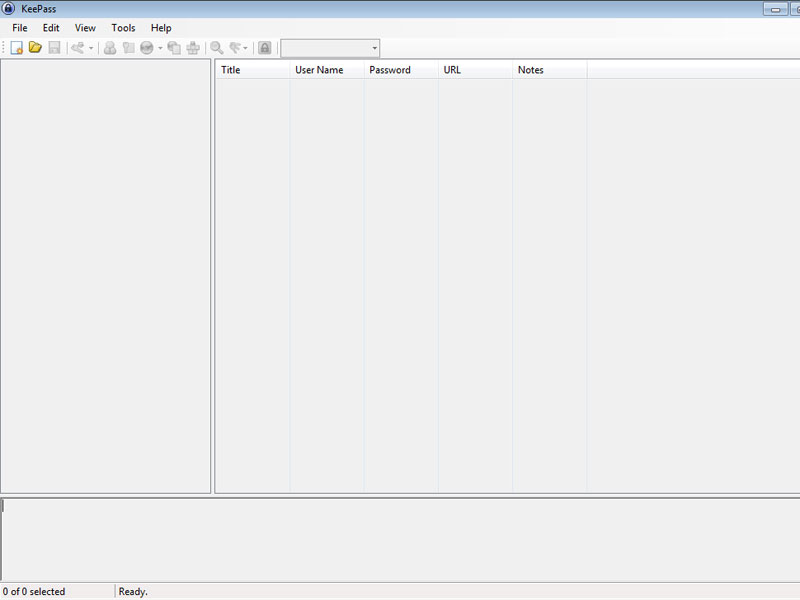 KeePass
File Edit View Tools Help
Title User Name Password URL Notes
0 of 0 selected Ready.